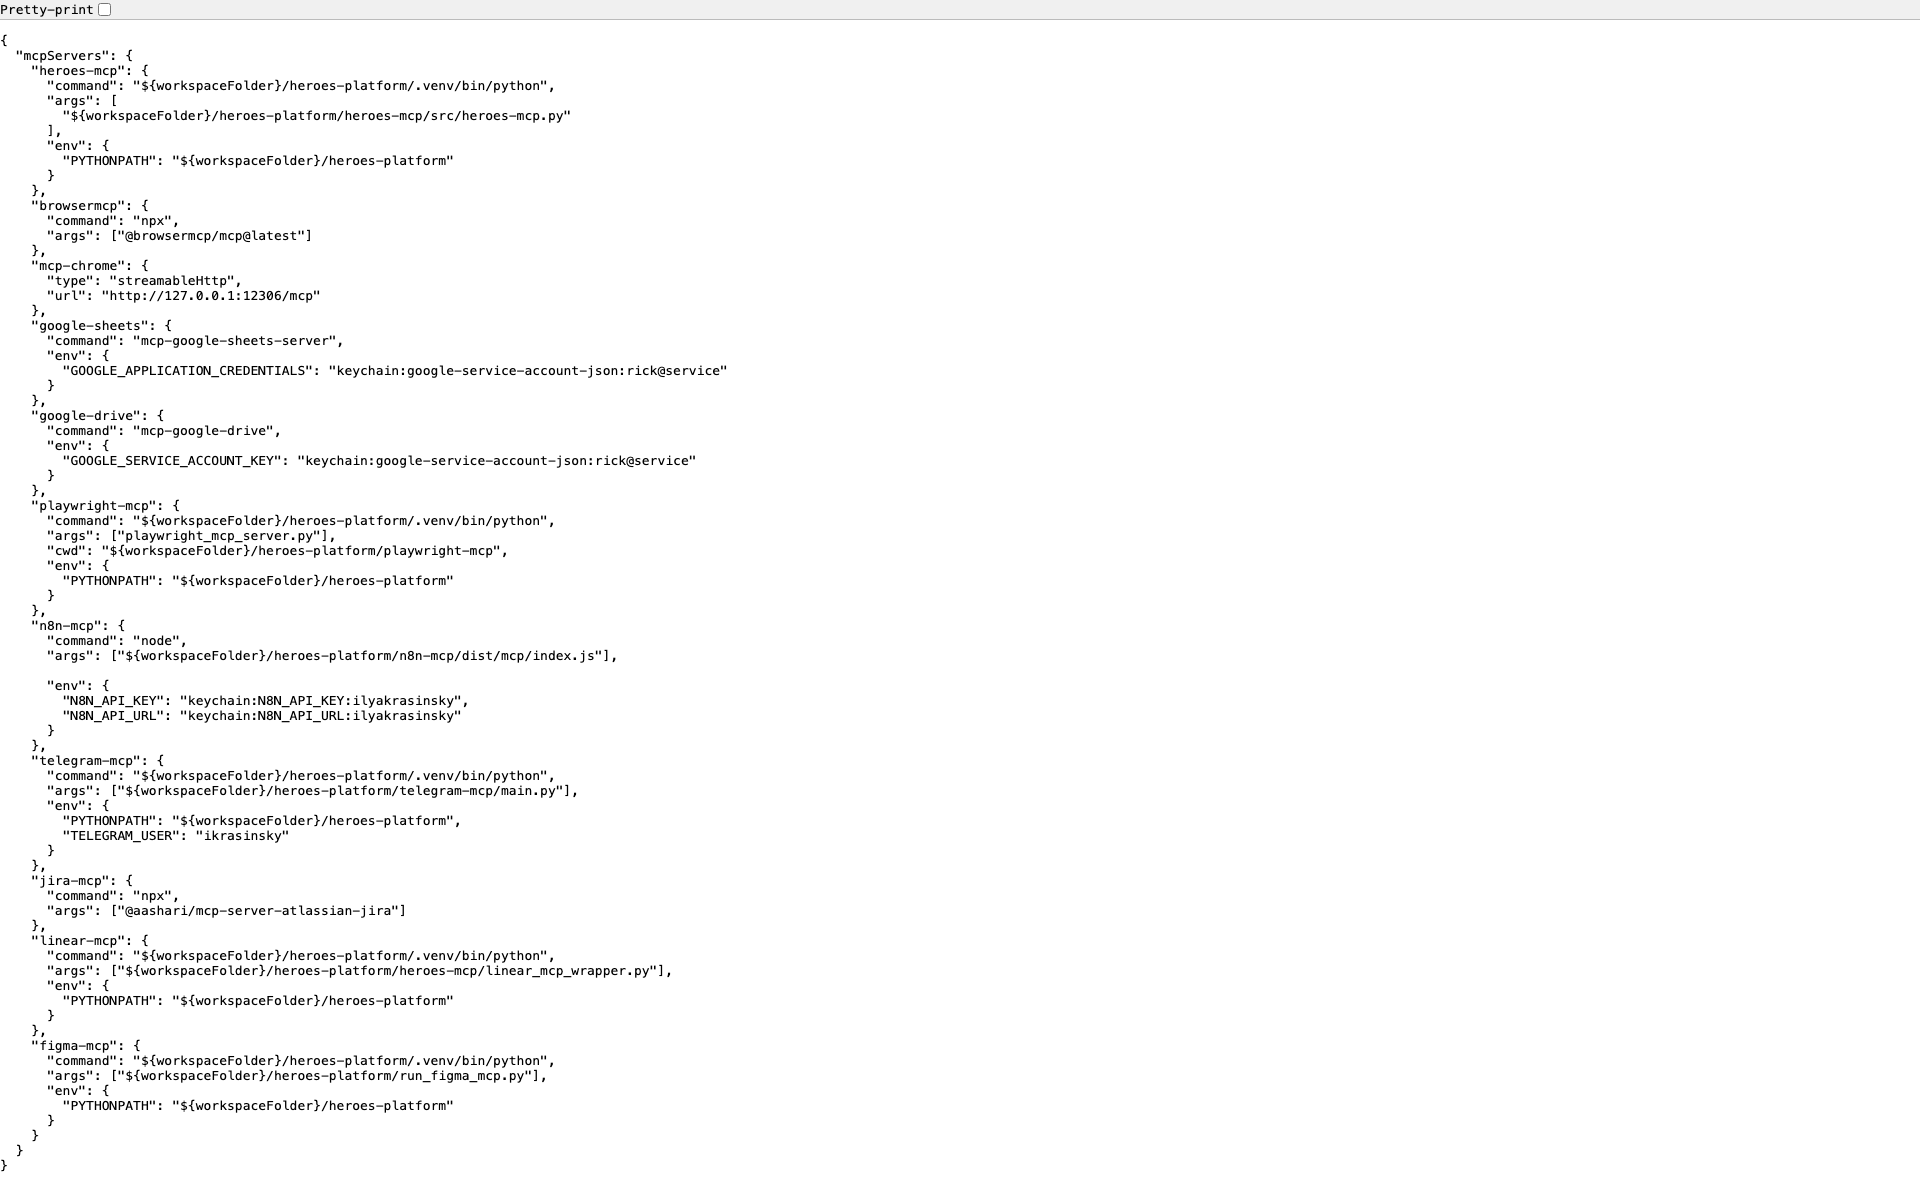 Pretty-print
{
  "mcpServers": {
    "heroes-mcp": {
      "command": "${workspaceFolder}/heroes-platform/.venv/bin/python",
      "args": [
        "${workspaceFolder}/heroes-platform/heroes-mcp/src/heroes-mcp.py"
      ],
      "env": {
        "PYTHONPATH": "${workspaceFolder}/heroes-platform"
      }
    },
    "browsermcp": {
      "command": "npx",
      "args": ["@browsermcp/mcp@latest"]
    },
    "mcp-chrome": {
      "type": "streamableHttp",
      "url": "http://127.0.0.1:12306/mcp"
    },
    "google-sheets": {
      "command": "mcp-google-sheets-server",
      "env": {
        "GOOGLE_APPLICATION_CREDENTIALS": "keychain:google-service-account-json:rick@service"
      }
    },
    "google-drive": {
      "command": "mcp-google-drive",
      "env": {
        "GOOGLE_SERVICE_ACCOUNT_KEY": "keychain:google-service-account-json:rick@service"
      }
    },
    "playwright-mcp": {
      "command": "${workspaceFolder}/heroes-platform/.venv/bin/python",
      "args": ["playwright_mcp_server.py"],
      "cwd": "${workspaceFolder}/heroes-platform/playwright-mcp",
      "env": {
        "PYTHONPATH": "${workspaceFolder}/heroes-platform"
      }
    },
    "n8n-mcp": {
      "command": "node",
      "args": ["${workspaceFolder}/heroes-platform/n8n-mcp/dist/mcp/index.js"],

      "env": {
        "N8N_API_KEY": "keychain:N8N_API_KEY:ilyakrasinsky",
        "N8N_API_URL": "keychain:N8N_API_URL:ilyakrasinsky"
      }
    },
    "telegram-mcp": {
      "command": "${workspaceFolder}/heroes-platform/.venv/bin/python",
      "args": ["${workspaceFolder}/heroes-platform/telegram-mcp/main.py"],
      "env": {
        "PYTHONPATH": "${workspaceFolder}/heroes-platform",
        "TELEGRAM_USER": "ikrasinsky"
      }
    },
    "jira-mcp": {
      "command": "npx",
      "args": ["@aashari/mcp-server-atlassian-jira"]
    },
    "linear-mcp": {
      "command": "${workspaceFolder}/heroes-platform/.venv/bin/python",
      "args": ["${workspaceFolder}/heroes-platform/heroes-mcp/linear_mcp_wrapper.py"],
      "env": {
        "PYTHONPATH": "${workspaceFolder}/heroes-platform"
      }
    },
    "figma-mcp": {
      "command": "${workspaceFolder}/heroes-platform/.venv/bin/python",
      "args": ["${workspaceFolder}/heroes-platform/run_figma_mcp.py"],
      "env": {
        "PYTHONPATH": "${workspaceFolder}/heroes-platform"
      }
    }
  }
}